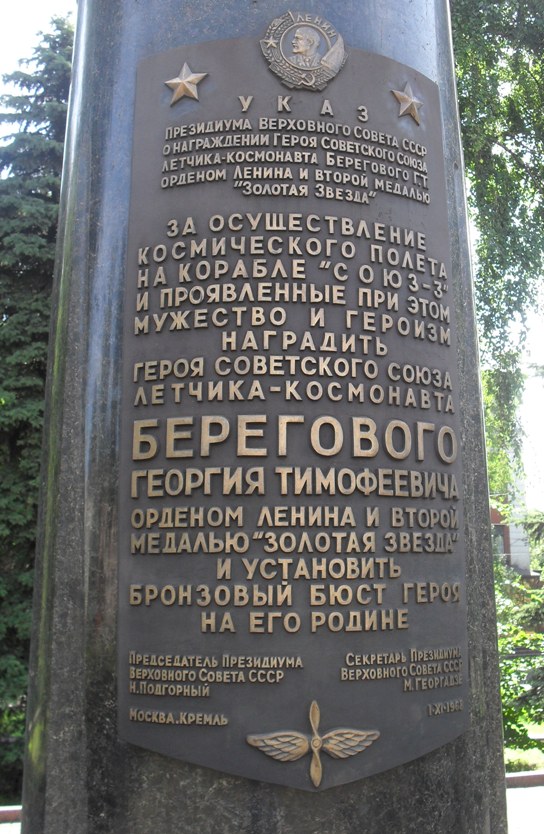 ЛЕНИН
УКАЗ
ПРЕЗИДИУМА ВЕРХОВНОГО СОВЕТА СССР
О НАГРАЖДЕНИИ ГЕРОЯ СОВЕТСКОГО СОЮЗА
ЛЕТЧИКА-КОСМОНАВТА БЕРЕГОВОГО Г.Т.
ОРДЕНОМ ЛЕНИНА И ВТОРОЙ МЕДАЛЬЮ
"ЗОЛОТАЯ ЗВЕЗДА"
ЗА ОСУЩЕСТВЛЕНИЕ
КОСМИЧЕСКОГО ПОЛЕТА
НА КОРАБЛЕ "СОЮЗ-3"
И ПРОЯВЛЕННЫЕ ПРИ ЭТОМ
МУЖЕСТВО И ГЕРОИЗМ
НАГРАДИТЬ
ГЕРОЯ СОВЕТСКОГО СОЮЗА
ЛЕТЧИКА-КОСМОНАВТА
БЕРЕГОВОГО
ГЕОРГИЯ ТИМОФЕЕВИЧА
ОРДЕНОМ ЛЕНИНА И ВТОРОЙ
МЕДАЛЬЮ "ЗОЛОТАЯ ЗВЕЗДА"
И УСТАНОВИТЬ
БРОНЗОВЫЙ БЮСТ ГЕРОЯ
НА ЕГО РОДИНЕ
ПРЕДСЕДАТЕЛЬ ПРЕЗИДИУМА
ВЕРХОВНОГО СОВЕТА СССР
Н.ПОДГОРНЫЙ
СЕКРЕТАРЬ ПРЕЗИДИУМА
ВЕРХОВНОГО СОВЕТА СССР
М.ГЕОРГАДЗЕ
МОСКВА.КРЕМЛЬ
1-XI-1968